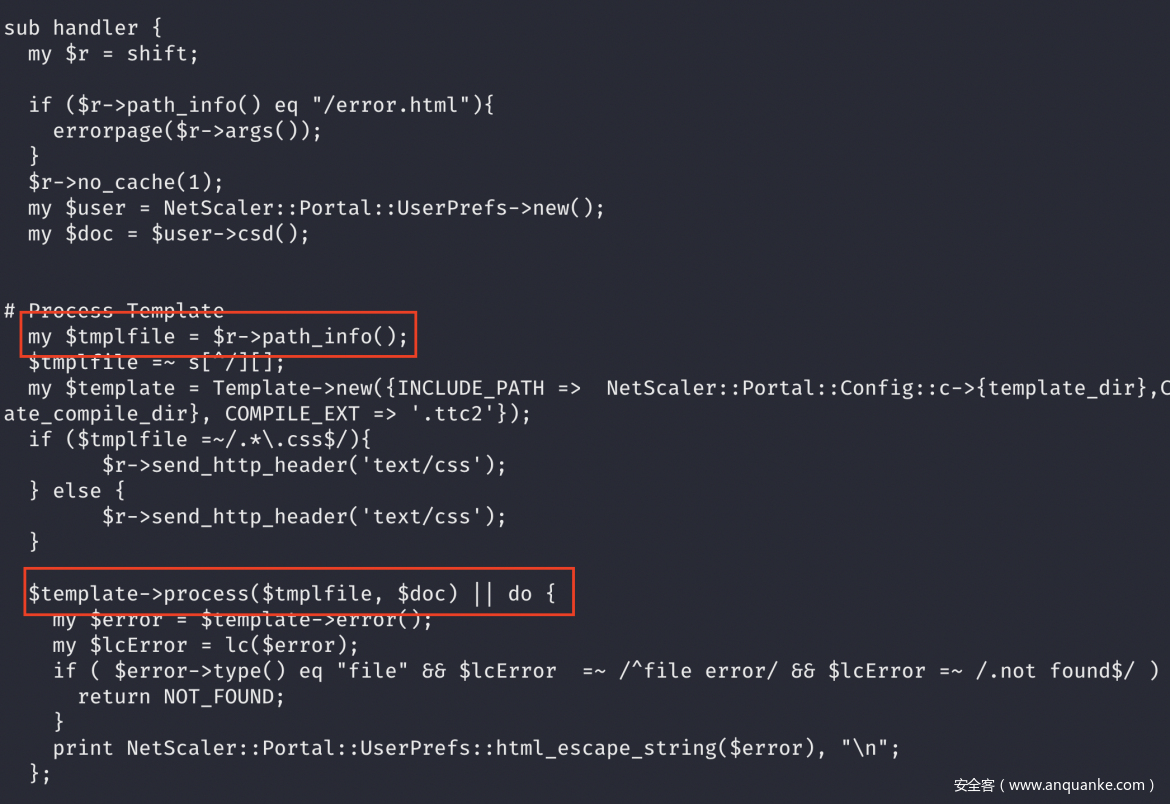 sub handler {
  my $r = shift;

  if ($r->path_info() eq "/error.html"){
    errorpage($r->args());
  }
  $r->no_cache(1);
  my $user = NetScaler::Portal::UserPrefs->new();
  my $doc = $user->csd();


# Process Template
  my $tmplfile = $r->path_info();
  $tmplfile =~ s[^/][];
  my $template = Template->new({INCLUDE_PATH =>  NetScaler::Portal::Config::c->{template_dir},C
ate_compile_dir}, COMPILE_EXT => '.ttc2'});
  if ($tmplfile =~/.*\.css$/){
        $r->send_http_header('text/css');
  } else {
        $r->send_http_header('text/css');
  }

  $template->process($tmplfile, $doc) || do {
    my $error = $template->error();
    my $lcError = lc($error);
    if ( $error->type() eq "file" && $lcError  =~ /^file error/ && $lcError =~ /.not found$/ )
      return NOT_FOUND;
    }
    print NetScaler::Portal::UserPrefs::html_escape_string($error), "\n";
  };
安全客（www.anquanke.com）